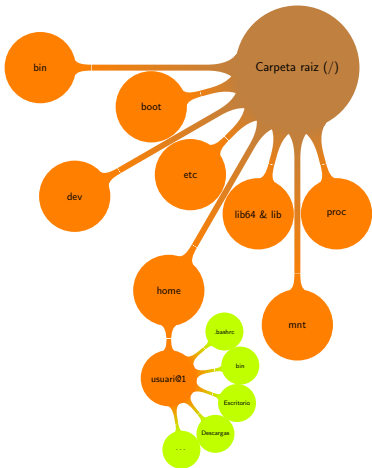 Carpeta raiz (/)
bin
boot
dev
etc
lib64 & lib
proc
home
mnt
usuari@1
.bashrc
bin
Escritorio
Descargas
...